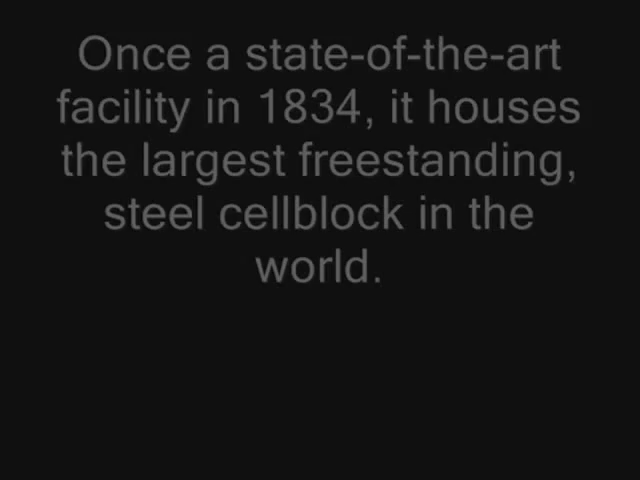 Once a state-of-the-art
facility in 1834, it houses
the largest freestanding,
steel cellblock in the
world.